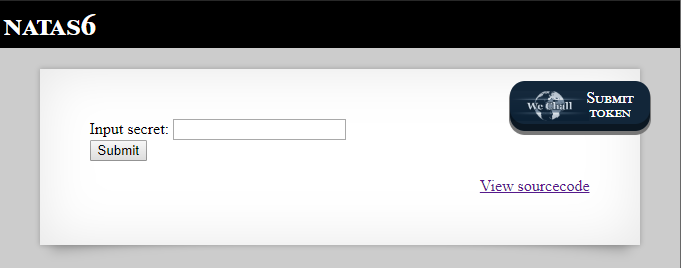 NATAS6
We Chall
SUBMIT
TOKEN
Input secret:
Submit
View sourcecode